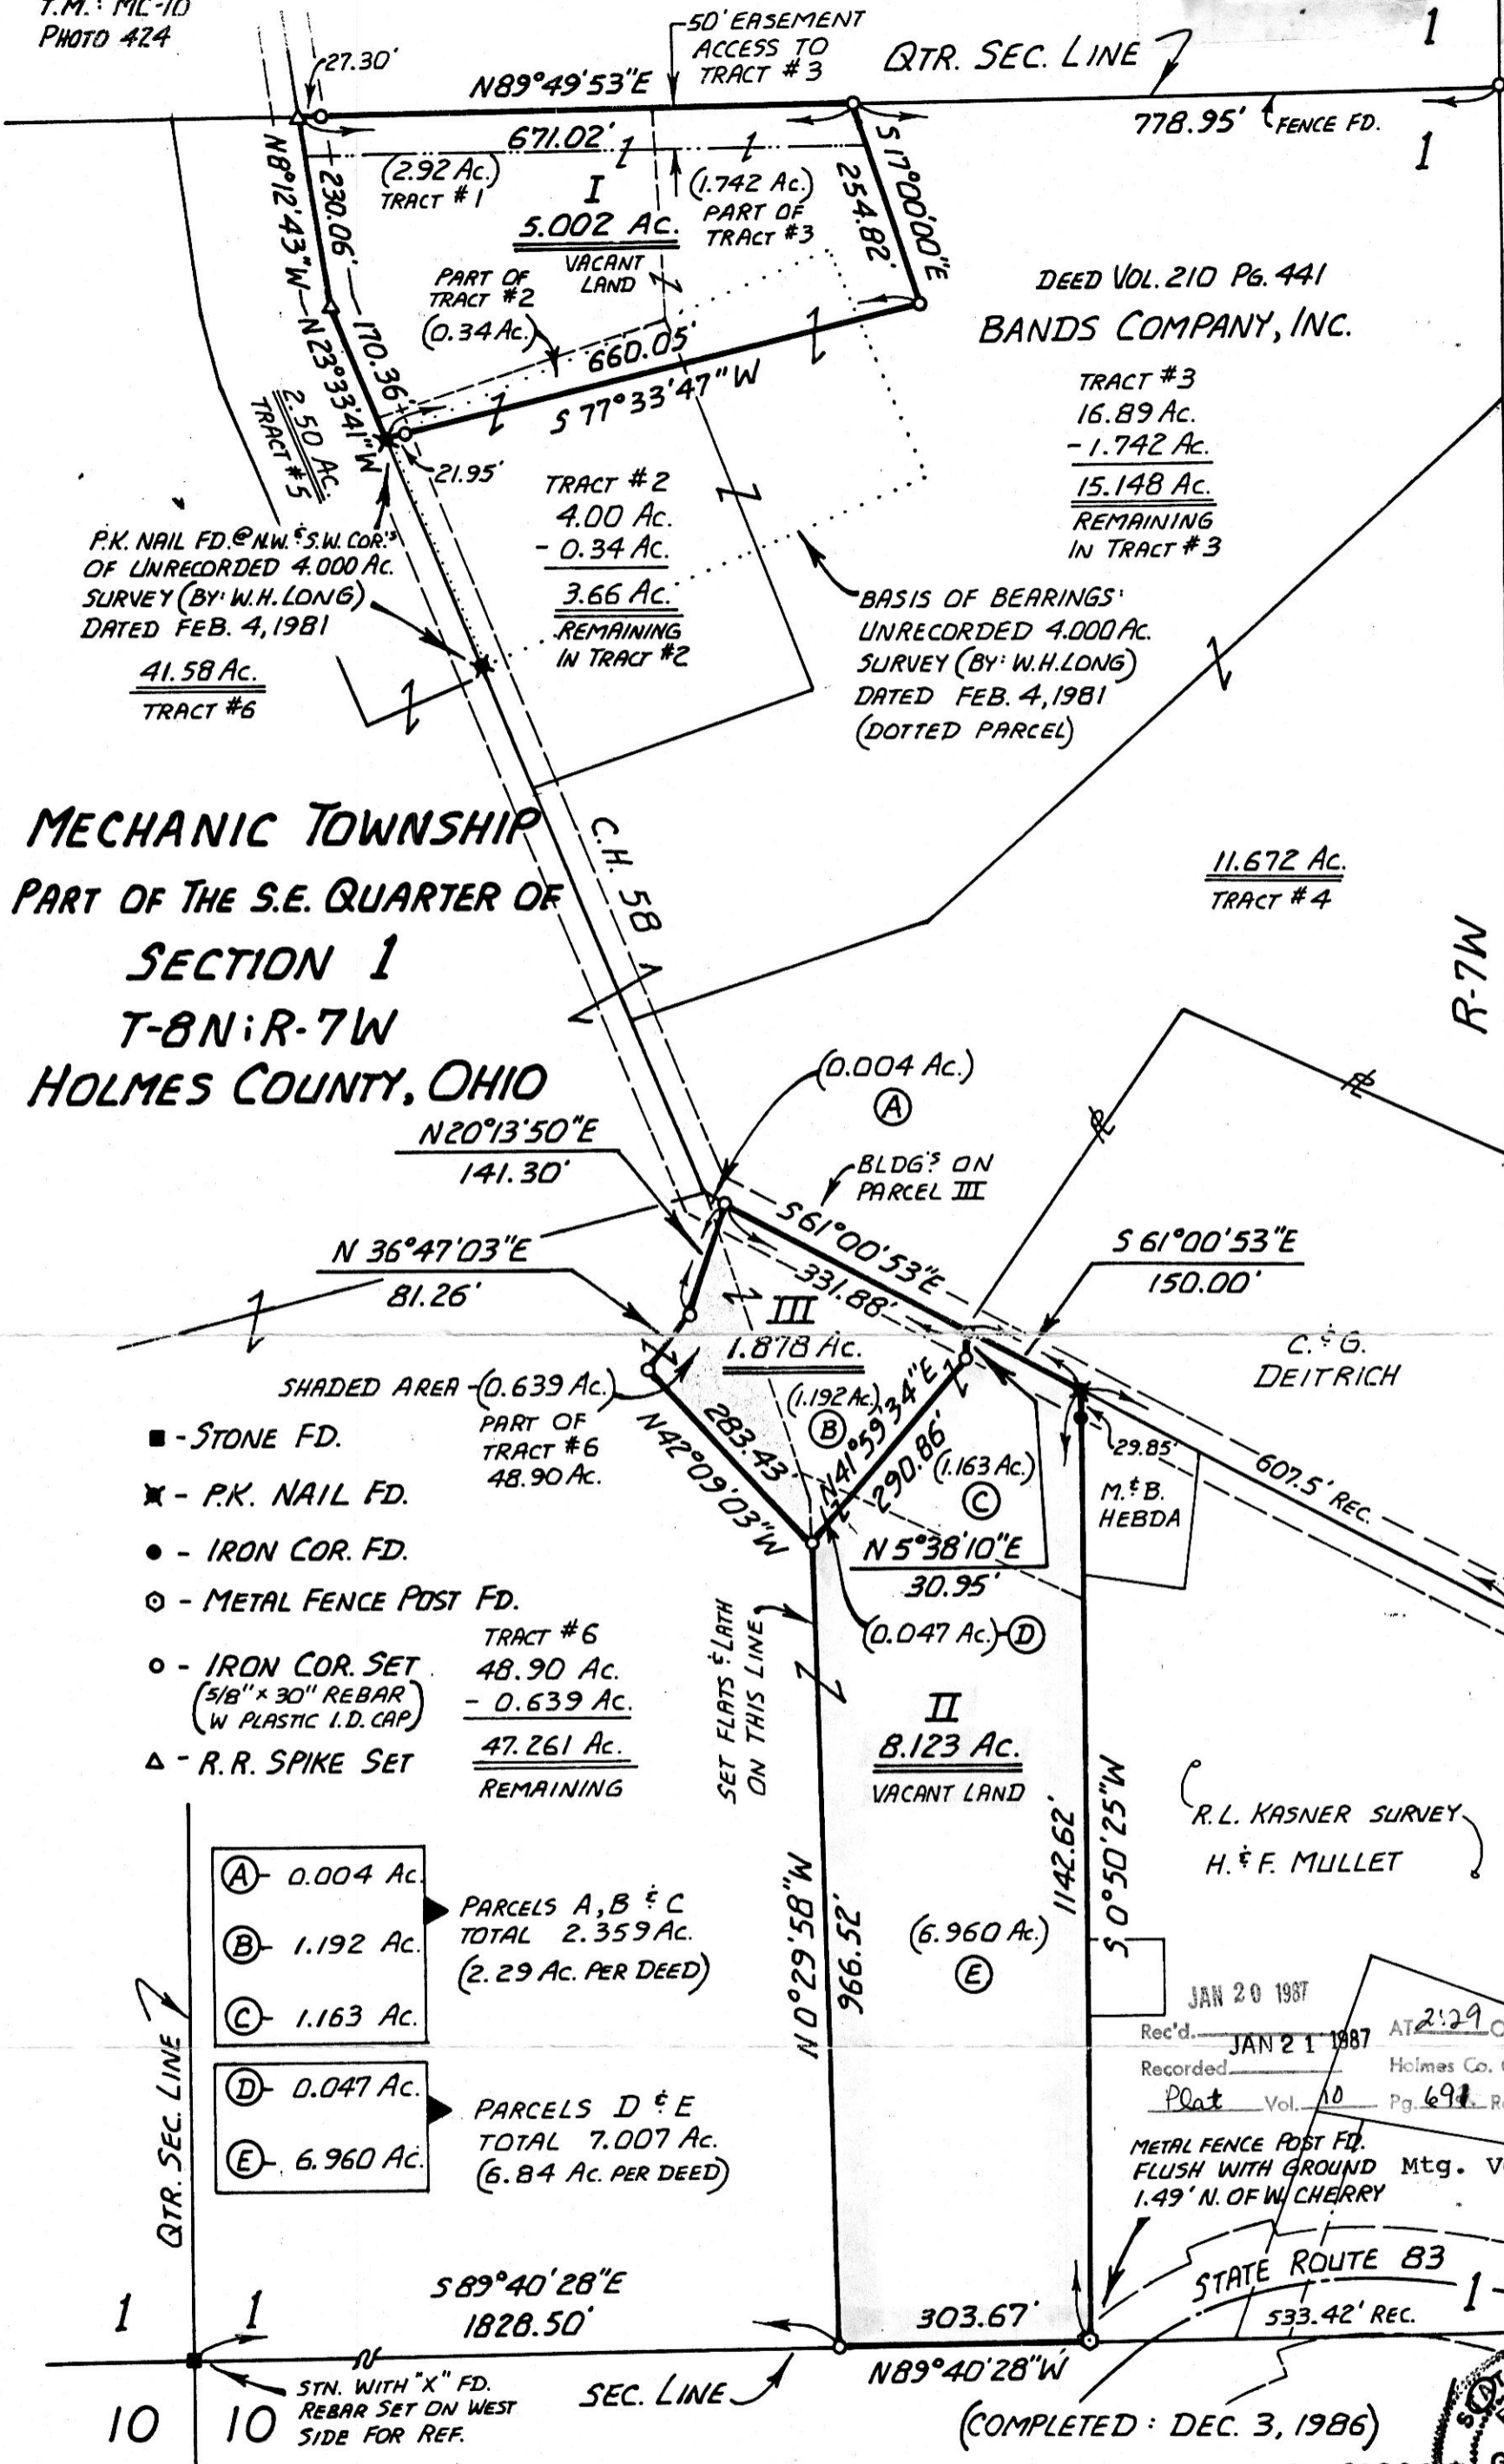 T.M.: MC-10
PHOTO 424
27.30'
50' EASEMENT
ACCESS TO
TRACT #3
QTR. SEC. LINE
1
N89°49'53"E
671.02'
778.95'
FENCE FD.
1
N8°12'43"W
230.06'
(2.92 Ac.)
TRACT #1
I
5.002 Ac.
VACANT
LAND
(1.742 Ac.)
PART OF
TRACT #3
S17°00'00"E
254.82'
PART OF
TRACT #2
(0.34 Ac.)
DEED VOL. 210 PG. 441
BANDS COMPANY, INC.
660.05'
S 77°33'47" W
170.36'
N23°33'41"W
2.50 AC.
TRACT #5
21.95'
TRACT #3
16.89 Ac.
- 1.742 Ac.
15.148 Ac.
REMAINING
IN TRACT #3
TRACT #2
4.00 Ac.
- 0.34 Ac.
3.66 Ac.
REMAINING
IN TRACT #2
P.K. NAIL FD. @ N.W. & S.W. COR.'s
OF UNRECORDED 4.000 Ac.
SURVEY (BY: W.H. LONG)
DATED FEB. 4, 1981
41.58 Ac.
TRACT #6
BASIS OF BEARINGS:
UNRECORDED 4.000 Ac.
SURVEY (BY: W.H. LONG)
DATED FEB. 4, 1981
(DOTTED PARCEL)
MECHANIC TOWNSHIP
PART OF THE S.E. QUARTER OF
SECTION 1
T-8N; R-7W
HOLMES COUNTY, OHIO
C.H. 58
11.672 Ac.
TRACT #4
R-7W
(0.004 Ac.)
A
N20°13'50"E
141.30'
BLDG's ON
PARCEL III
S61°00'53"E
331.88'
S 61°00'53"E
150.00'
N 36°47'03"E
81.26'
III
1.878 Ac.
C. & G.
DEITRICH
SHADED AREA - (0.639 Ac.)
PART OF
TRACT #6
48.90 Ac.
(1.192 Ac.)
B
283.43'
N42°09'03"W
N41°59'34"E
290.86'
(1.163 Ac.)
C
29.85'
M. & B.
HEBDA
607.5' REC.
N 5°38'10"E
30.95'
(0.047 Ac.) D
- STONE FD.
- P.K. NAIL FD.
- IRON COR. FD.
- METAL FENCE POST FD.
- IRON COR. SET
(5/8" x 30" REBAR
W PLASTIC I.D. CAP)
- R.R. SPIKE SET
TRACT #6
48.90 Ac.
- 0.639 Ac.
47.261 Ac.
REMAINING
SET FLATS & LATH
ON THIS LINE
II
8.123 Ac.
VACANT LAND
N0°29'58"W
966.52'
1142.62'
S 0°50'25"W
(6.960 Ac.)
E
R.L. KASNER SURVEY
H. & F. MULLET
A - 0.004 Ac.
B - 1.192 Ac.
C - 1.163 Ac.
PARCELS A, B & C
TOTAL 2.359 Ac.
(2.29 Ac. PER DEED)
D - 0.047 Ac.
E - 6.960 Ac.
PARCELS D & E
TOTAL 7.007 Ac.
(6.84 Ac. PER DEED)
QTR. SEC. LINE
JAN 20 1987
Rec'd. AT 2:29 O
JAN 21 1987
Recorded Holmes Co.
Plat Vol. 10 Pg. 691 R
METAL FENCE POST FD.
FLUSH WITH GROUND
1.49' N. OF W. CHERRY
Mtg. V
STATE ROUTE 83
533.42' REC.
1
1
1
S89°40'28"E
1828.50'
303.67'
N89°40'28"W
10
10
STN. WITH "X" FD.
REBAR SET ON WEST
SIDE FOR REF.
SEC. LINE
(COMPLETED: DEC. 3, 1986)